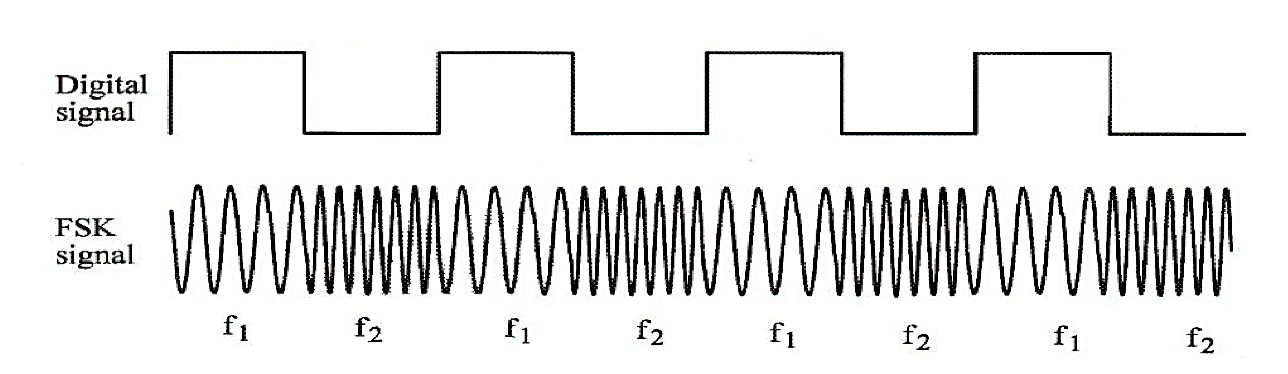 Digital
signal
FSK
signal
f1 f2 f1 f2 f1 f2 f1 f2